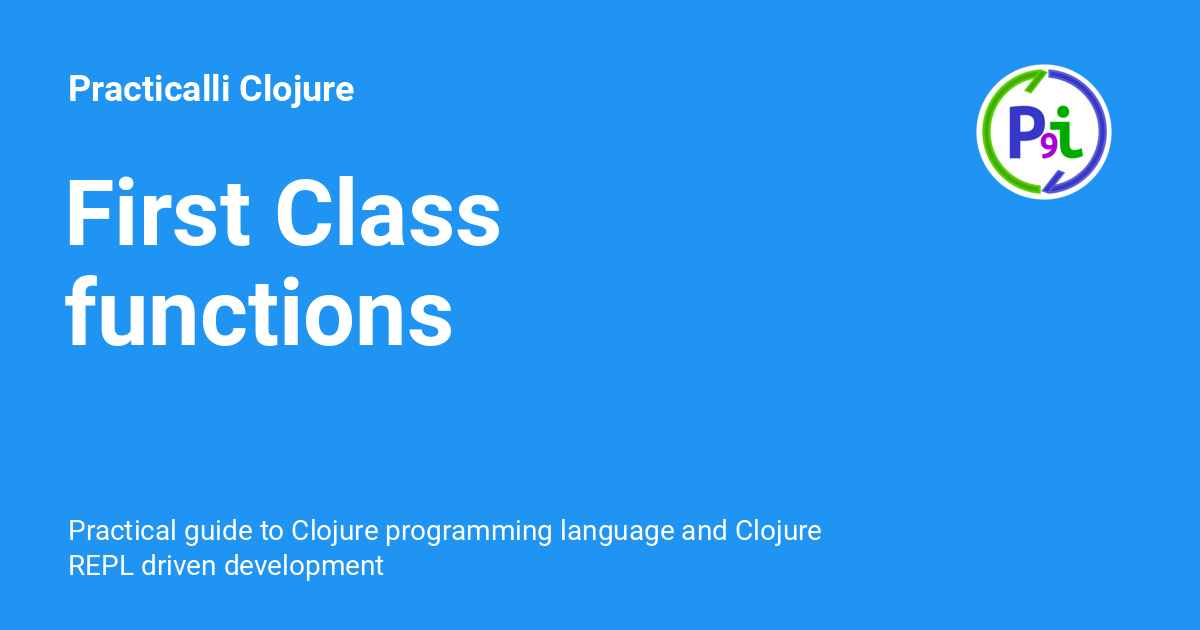 Practicalli Clojure
P9i
First Class
functions
Practical guide to Clojure programming language and Clojure
REPL driven development